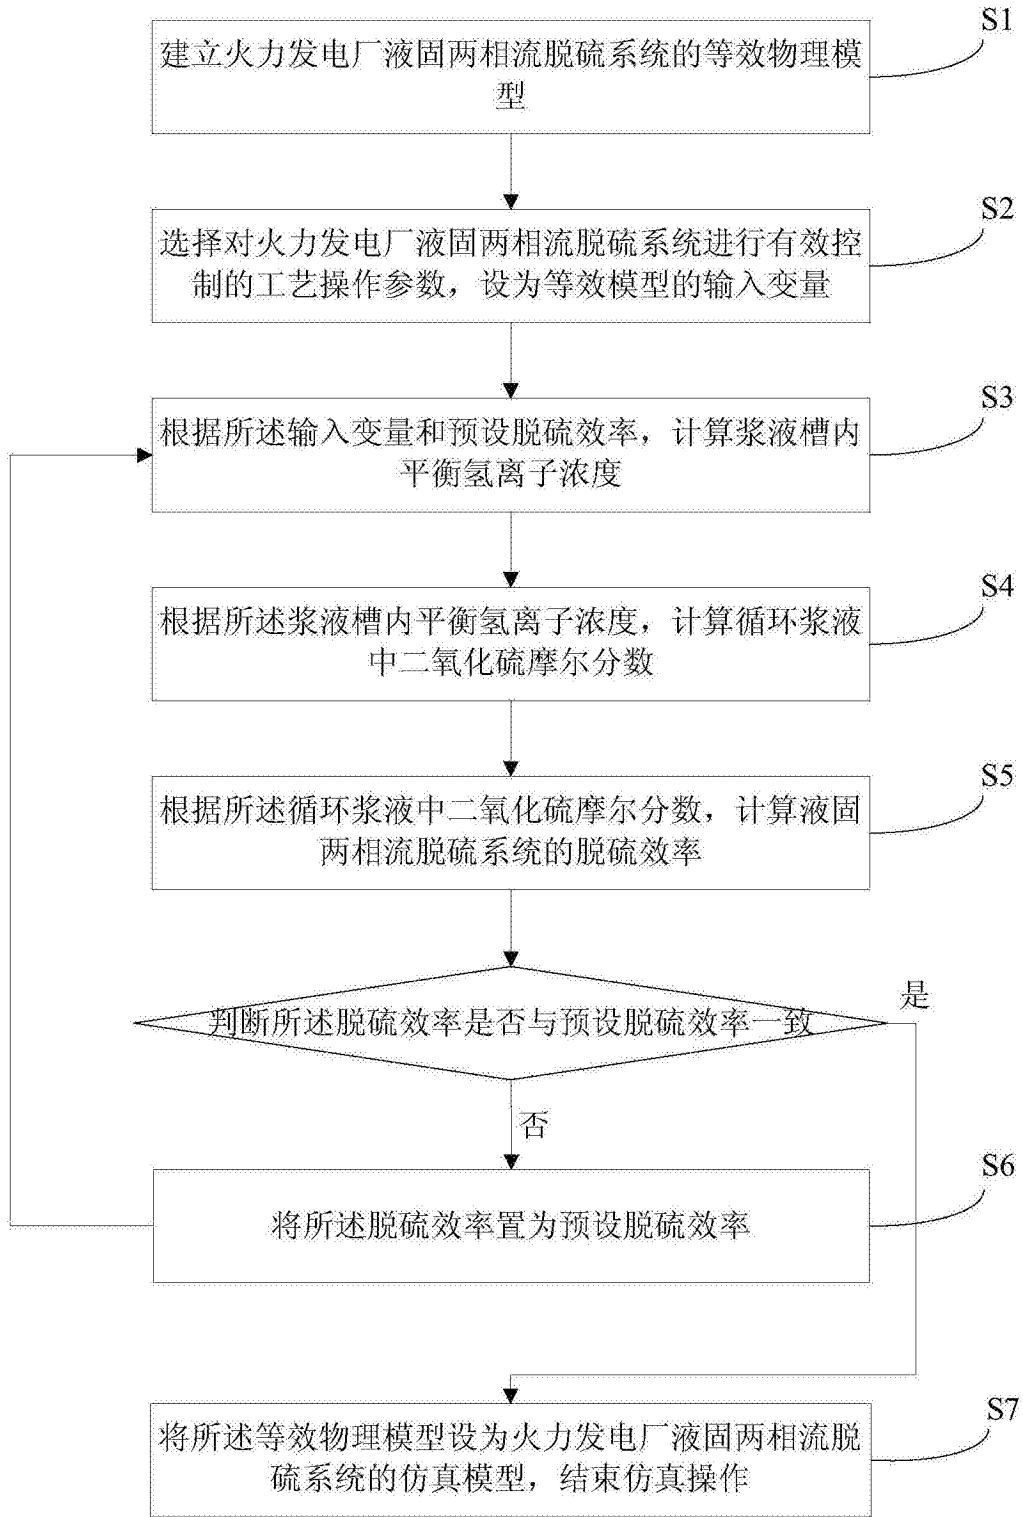 S1
建立火力发电厂液固两相流脱硫系统的等效物理模
型
S2
选择对火力发电厂液固两相流脱硫系统进行有效控
制的工艺操作参数，设为等效模型的输入变量
S3
根据所述输入变量和预设脱硫效率，计算浆液槽内
平衡氢离子浓度
S4
根据所述浆液槽内平衡氢离子浓度，计算循环浆液
中二氧化硫摩尔分数
S5
根据所述循环浆液中二氧化硫摩尔分数，计算液固
两相流脱硫系统的脱硫效率
是
判断所述脱硫效率是否与预设脱硫效率一致
否
S6
将所述脱硫效率置为预设脱硫效率
S7
将所述等效物理模型设为火力发电厂液固两相流脱
硫系统的仿真模型，结束仿真操作